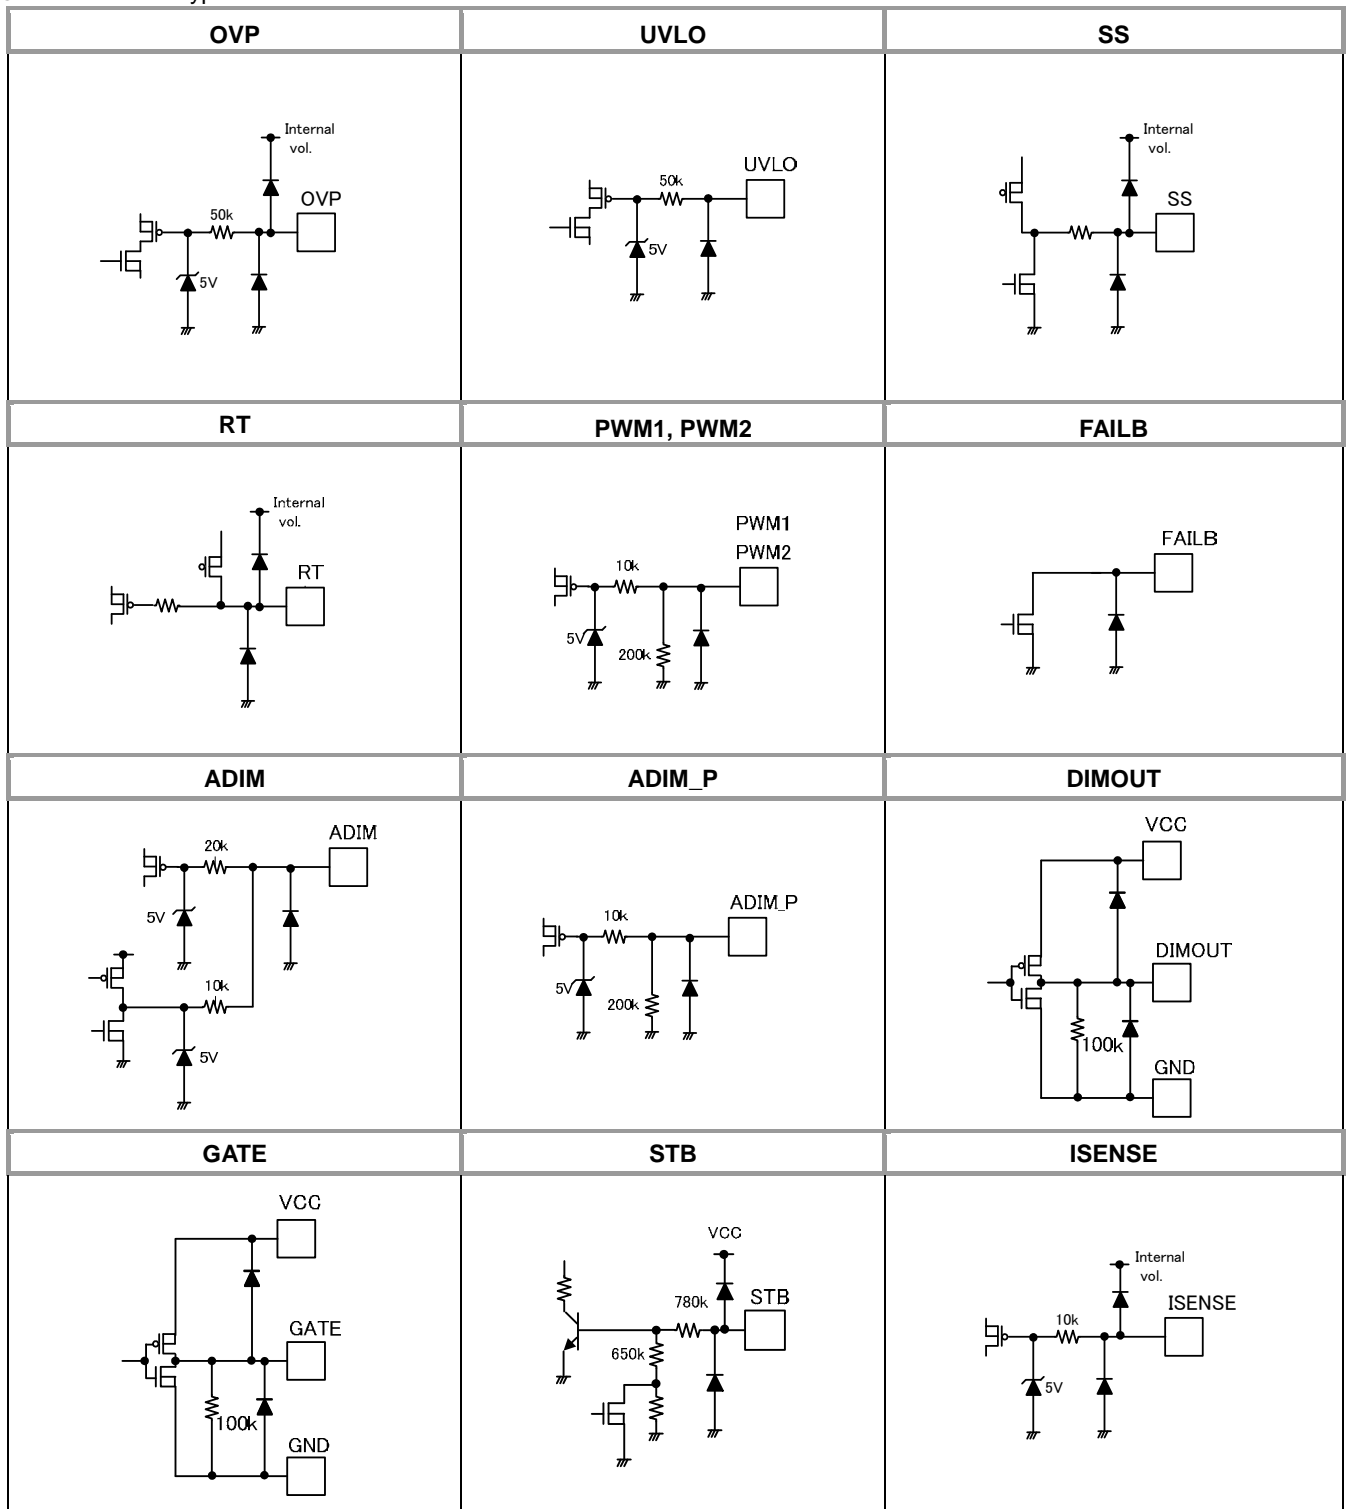 OVP
UVLO
SS
Internal
vol.
50k
OVP
5V
50k
UVLO
5V
Internal
vol.
SS
RT
PWM1, PWM2
FAILB
Internal
vol.
RT
PWM1
PWM2
10k
5V
200k
FAILB
ADIM
ADIM_P
DIMOUT
ADIM
20k
5V
10k
5V
ADIM_P
10k
5V
200k
VCC
DIMOUT
100k
GND
GATE
STB
ISENSE
VCC
GATE
100k
GND
VCC
780k
STB
650k
Internal
vol.
ISENSE
10k
5V